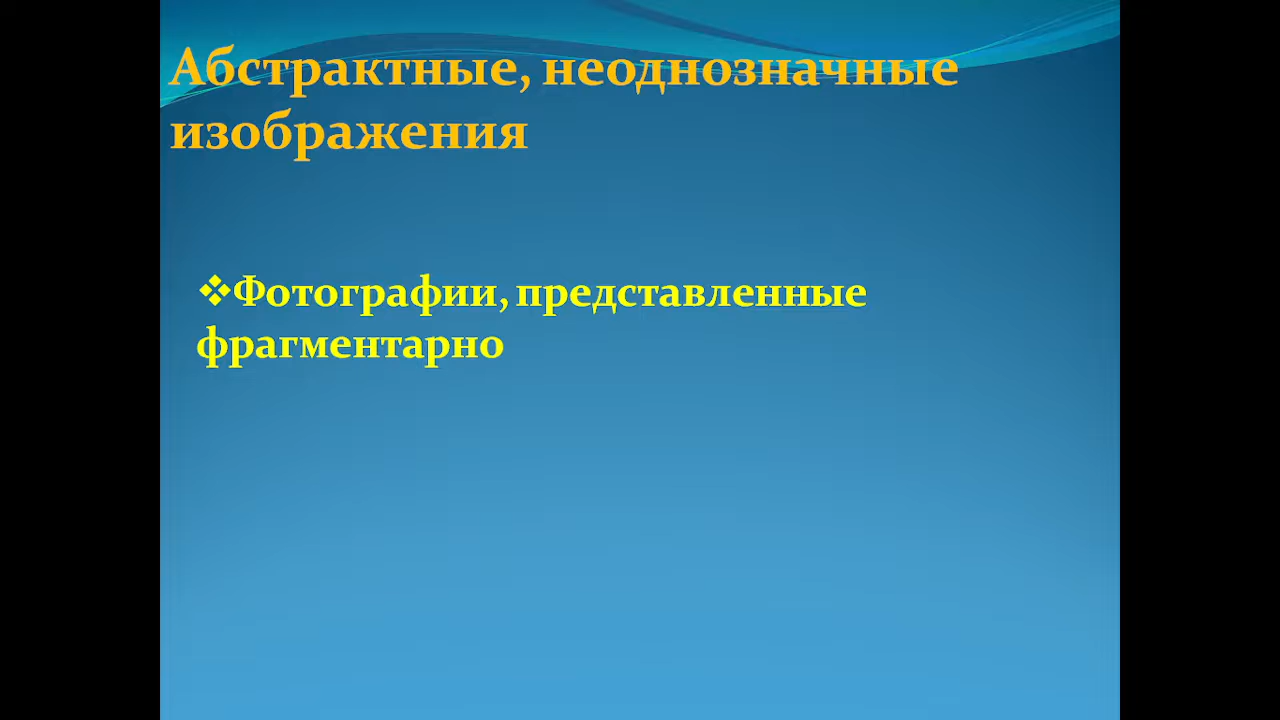 Абстрактные, неоднозначные
изображения
❖Фотографии, представленные
фрагментарно